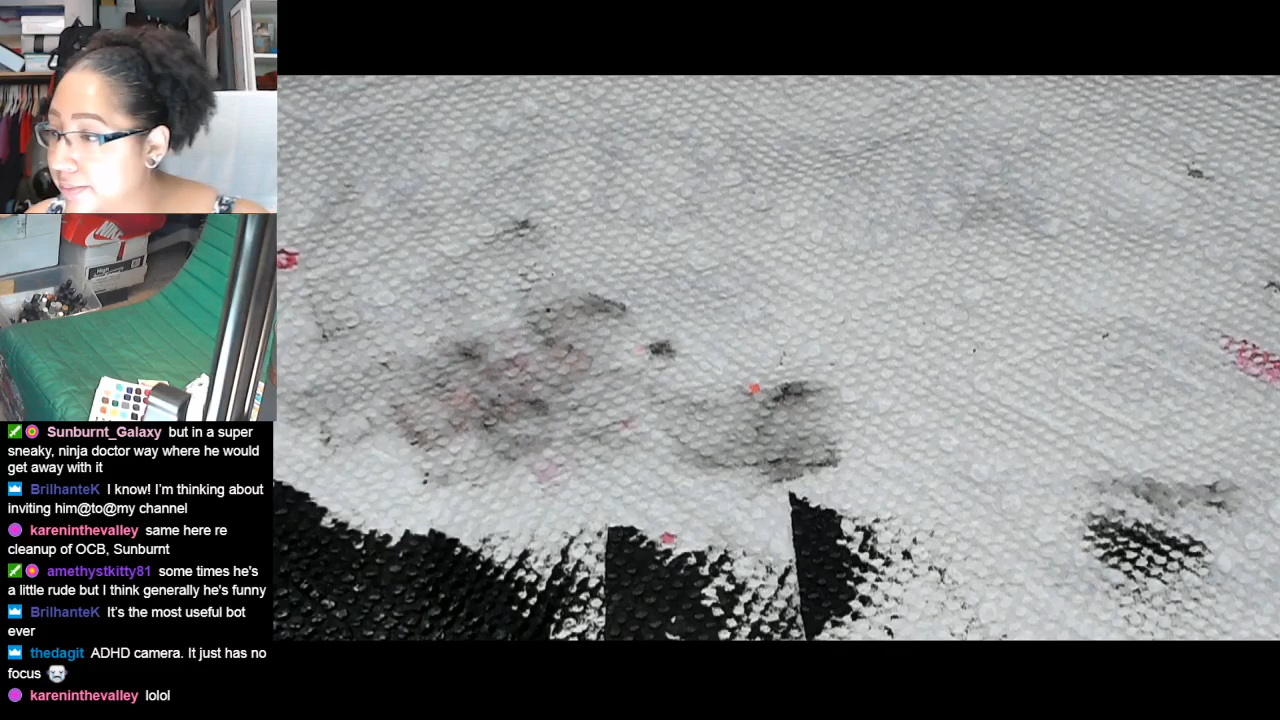 NIKE
Sunburnt_Galaxy but in a super
sneaky, ninja doctor way where he would
get away with it
BrilhanteK I know! I'm thinking about
inviting him@to@my channel
kareninthevalley same here re
cleanup of OCB, Sunburnt
amethystkitty81 some times he's
a little rude but I think generally he's funny
BrilhanteK It's the most useful bot
ever
thedagit ADHD camera. It just has no
focus
kareninthevalley lolol